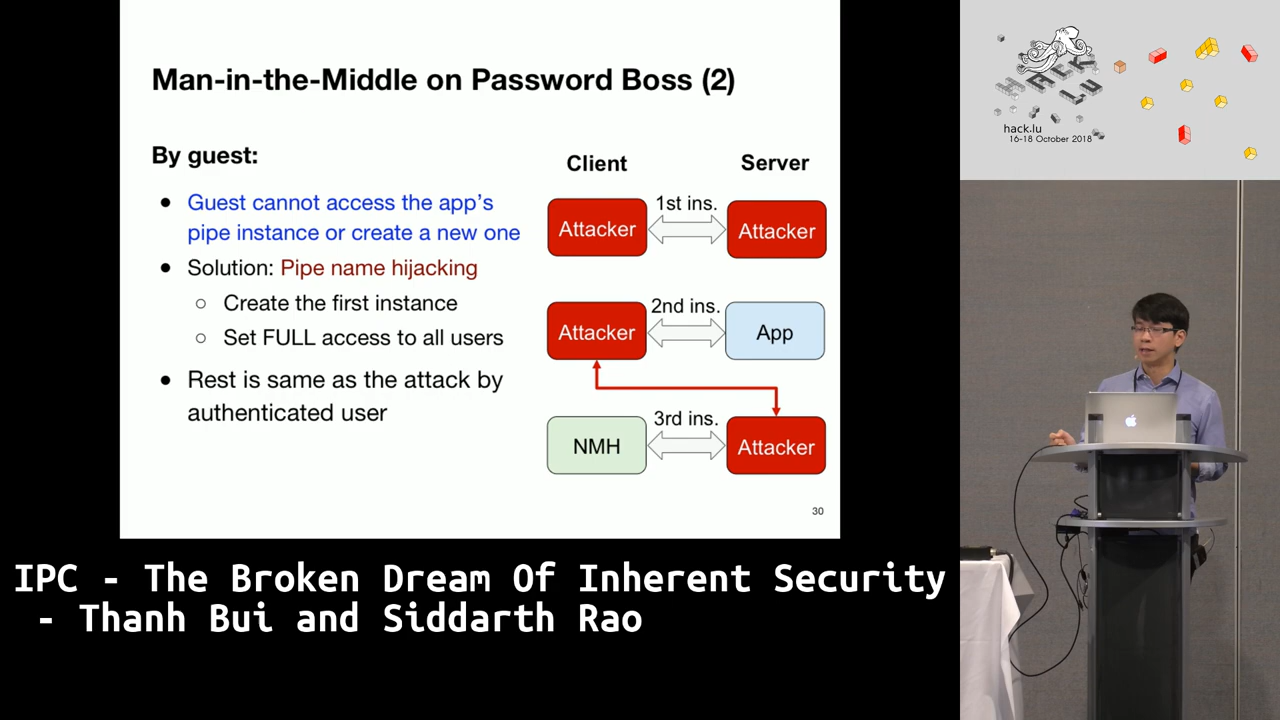 Man-in-the-Middle on Password Boss (2)
By guest:
● Guest cannot access the app's
pipe instance or create a new one
● Solution: Pipe name hijacking
○ Create the first instance
○ Set FULL access to all users
● Rest is same as the attack by
authenticated user
Client
Server
Attacker
1st ins.
Attacker
Attacker
2nd ins.
App
NMH
3rd ins.
Attacker
30
HACK
LU
hack.lu
16-18 October 2018
IPC - The Broken Dream Of Inherent Security
- Thanh Bui and Siddarth Rao